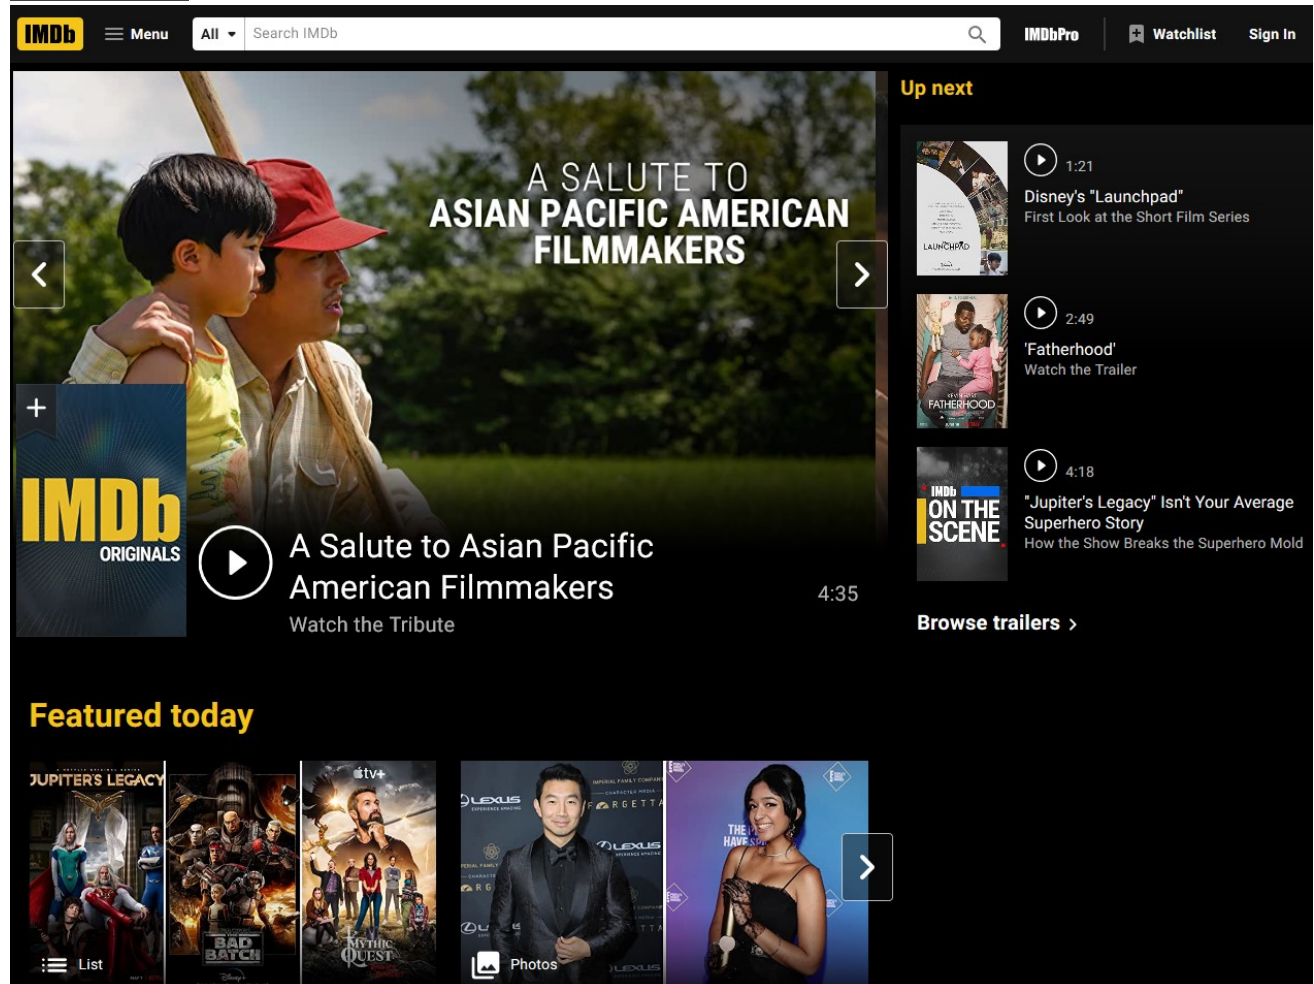 IMDb
Menu
All
Search IMDb
IMDbPro
Watchlist
Sign In
A SALUTE TO
ASIAN PACIFIC AMERICAN
FILMMAKERS
IMDb
ORIGINALS
A Salute to Asian Pacific
American Filmmakers
Watch the Tribute
4:35
Up next
LAUNCHPAD
1:21
Disney's "Launchpad"
First Look at the Short Film Series
FATHERHOOD
2:49
'Fatherhood'
Watch the Trailer
IMDb
ON THE
SCENE
4:18
"Jupiter's Legacy" Isn't Your Average
Superhero Story
How the Show Breaks the Superhero Mold
Browse trailers
Featured today
JUPITER'S LEGACY
BAD
BATCH
Disney+
tv+
MYTHIC
QUEST
List
LEXUS
LEXUS
LEXUS
Photos